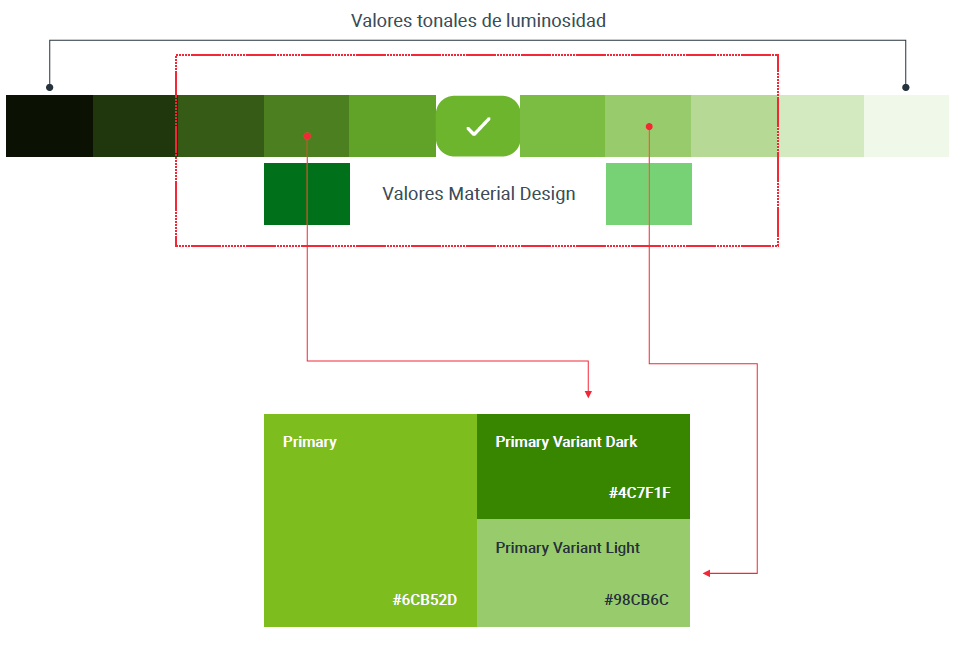 Valores tonales de luminosidad
Valores Material Design
Primary
#6CB52D
Primary Variant Dark
#4C7F1F
Primary Variant Light
#98CB6C